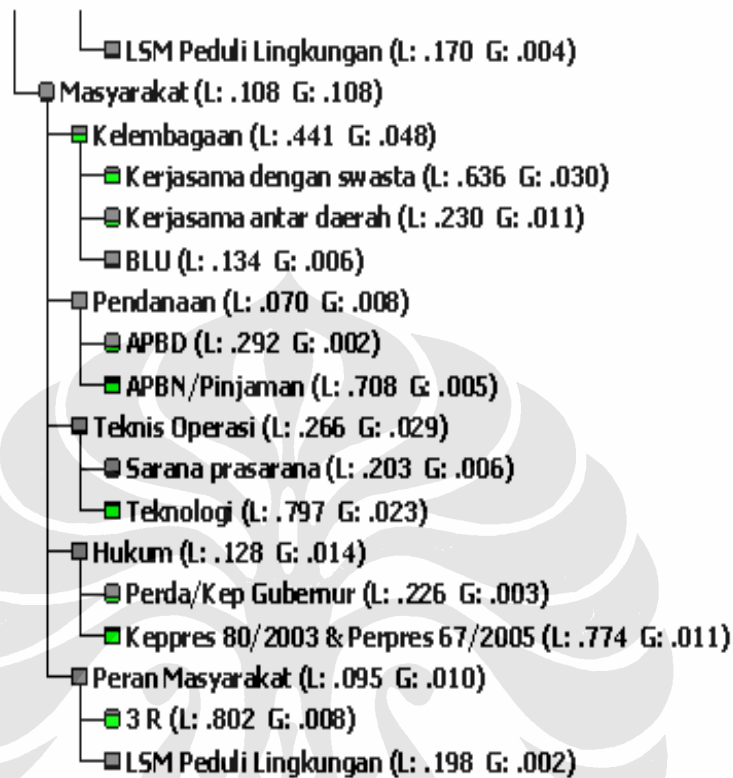 LSM Peduli Lingkungan (L: .170 G: .004)
Masyarakat (L: .108 G: .108)
Kelembagaan (L: .441 G: .048)
Kerjasama dengan swasta (L: .636 G: .030)
Kerjasama antar daerah (L: .230 G: .011)
BLU (L: .134 G: .006)
Pendanaan (L: .070 G: .008)
APBD (L: .292 G: .002)
APBN/Pinjaman (L: .708 G: .005)
Teknis Operasi (L: .266 G: .029)
Sarana prasarana (L: .203 G: .006)
Teknologi (L: .797 G: .023)
Hukum (L: .128 G: .014)
Perda/Kep Gubernur (L: .226 G: .003)
Keppres 80/2003 & Perpres 67/2005 (L: .774 G: .011)
Peran Masyarakat (L: .095 G: .010)
3 R (L: .802 G: .008)
LSM Peduli Lingkungan (L: .198 G: .002)